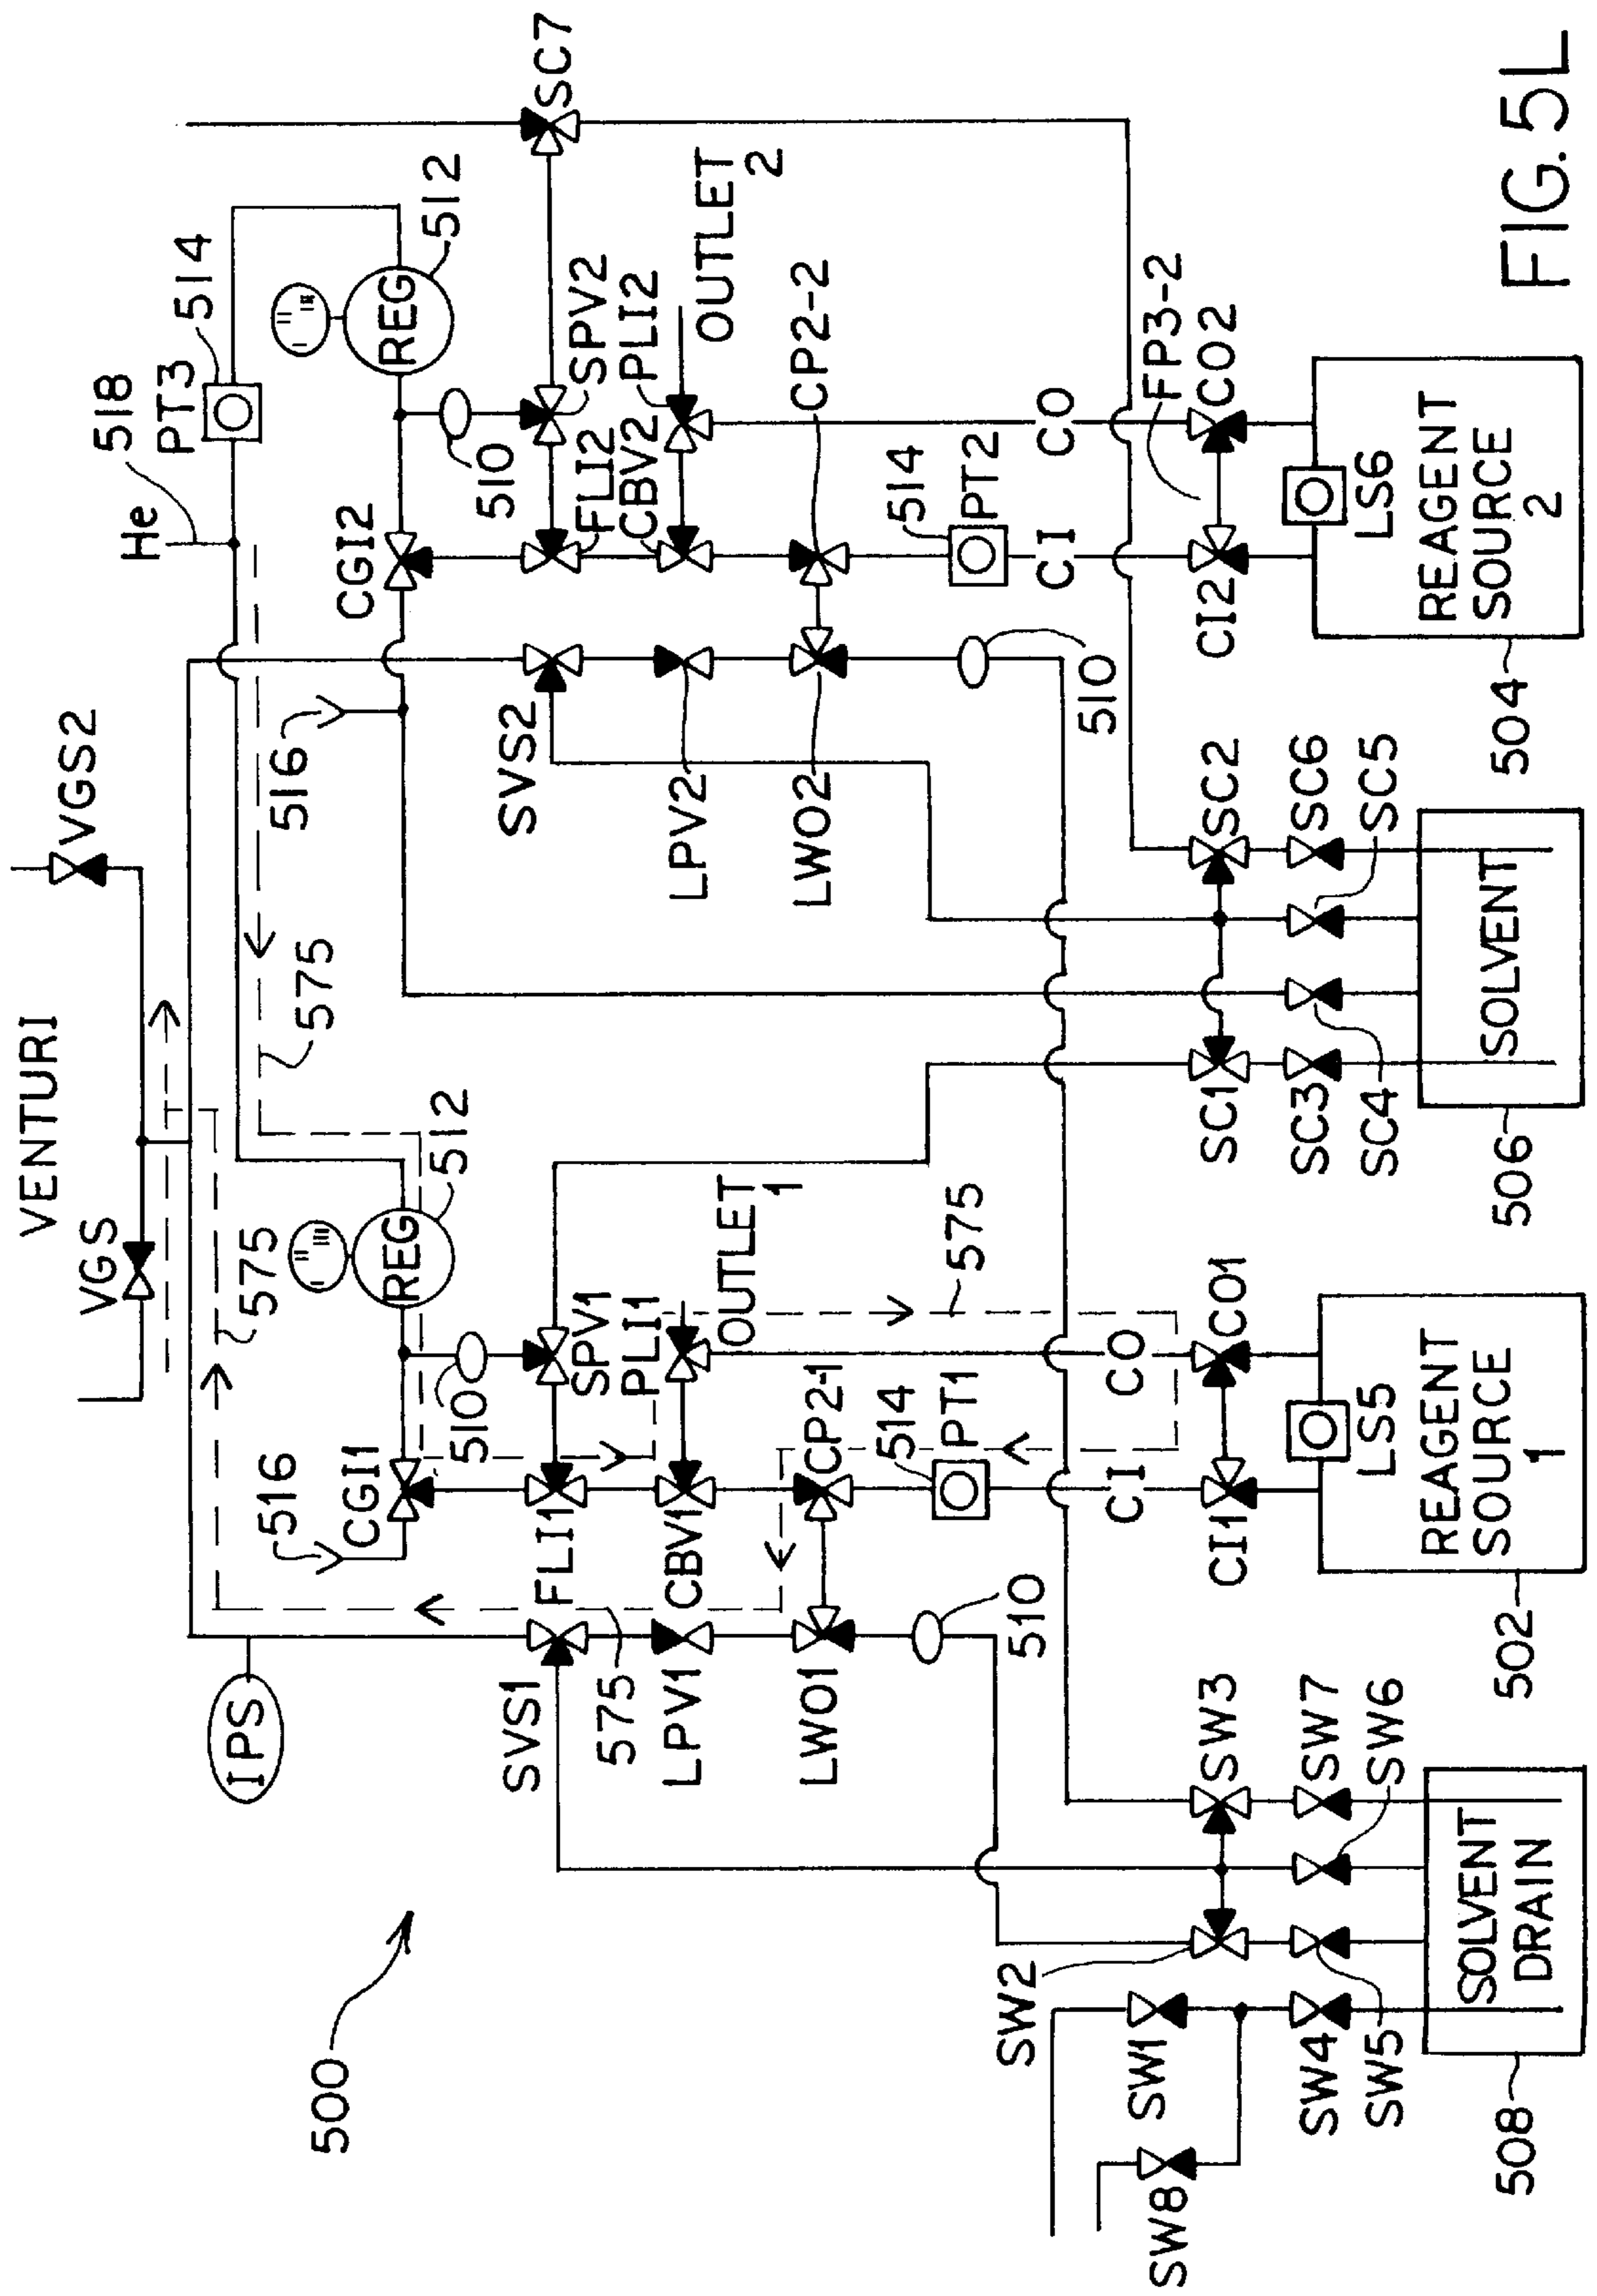 500
IPS
VENTURI
VGS
VGS2
575
516
CGI1
REG
512
510
575
516
518
He
PT3
514
CGI2
REG
512
510
SVS1
FLI1
SPV1
575
LPV1
CBV1
PLI1
OUTLET
1
LWO1
CP2-1
514
PT1
575
510
CI
CO
SVS2
LPV2
LWO2
FLI2
SPV2
CBV2
PLI2
OUTLET
2
SC7
CP2-2
514
PT2
510
CI
CO
FP3-2
SW8
SW1
SW2
SW3
SW4
SW5
SW7
SW6
CI1
CO1
LS5
SC1
SC2
SC3
SC4
SC6
SC5
CI2
CO2
LS6
SOLVENT
DRAIN
508
REAGENT
SOURCE
1
502
SOLVENT
506
REAGENT
SOURCE
2
504
FIG. 5L